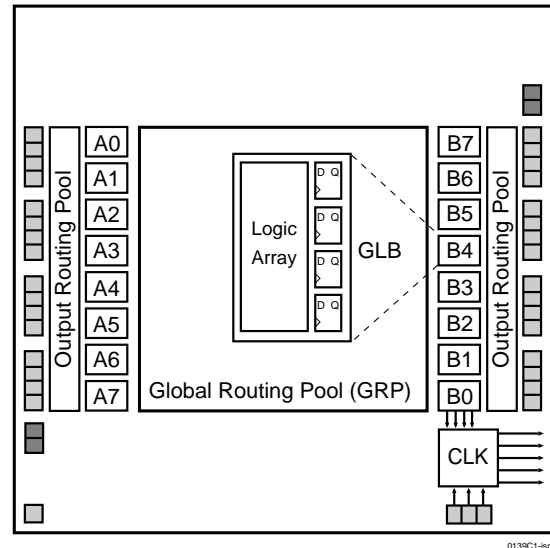 Output Routing Pool
A0
A1
A2
A3
A4
A5
A6
A7
Logic
Array
D Q
D Q
D Q
D Q
GLB
Global Routing Pool (GRP)
B7
B6
B5
B4
B3
B2
B1
B0
Output Routing Pool
CLK